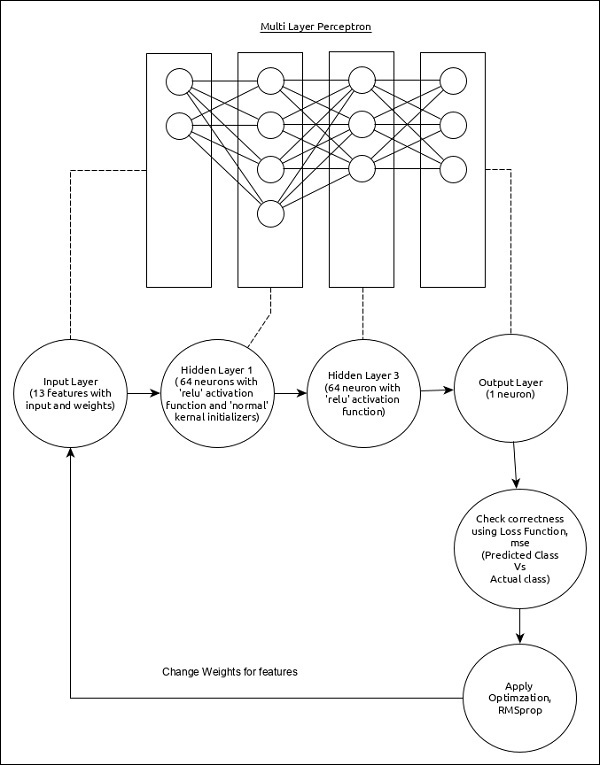 Multi Layer Perceptron
Input Layer
(13 features with
input and weights)
Hidden Layer 1
( 64 neurons with
'relu' activation
function and 'normal'
kernal initializers)
Hidden Layer 3
(64 neuron with
'relu' activation
function)
Output Layer
(1 neuron)
Check correctness
using Loss Function,
mse
(Predicted Class
Vs
Actual class)
Apply
Optimzation,
RMSprop
Change Weights for features